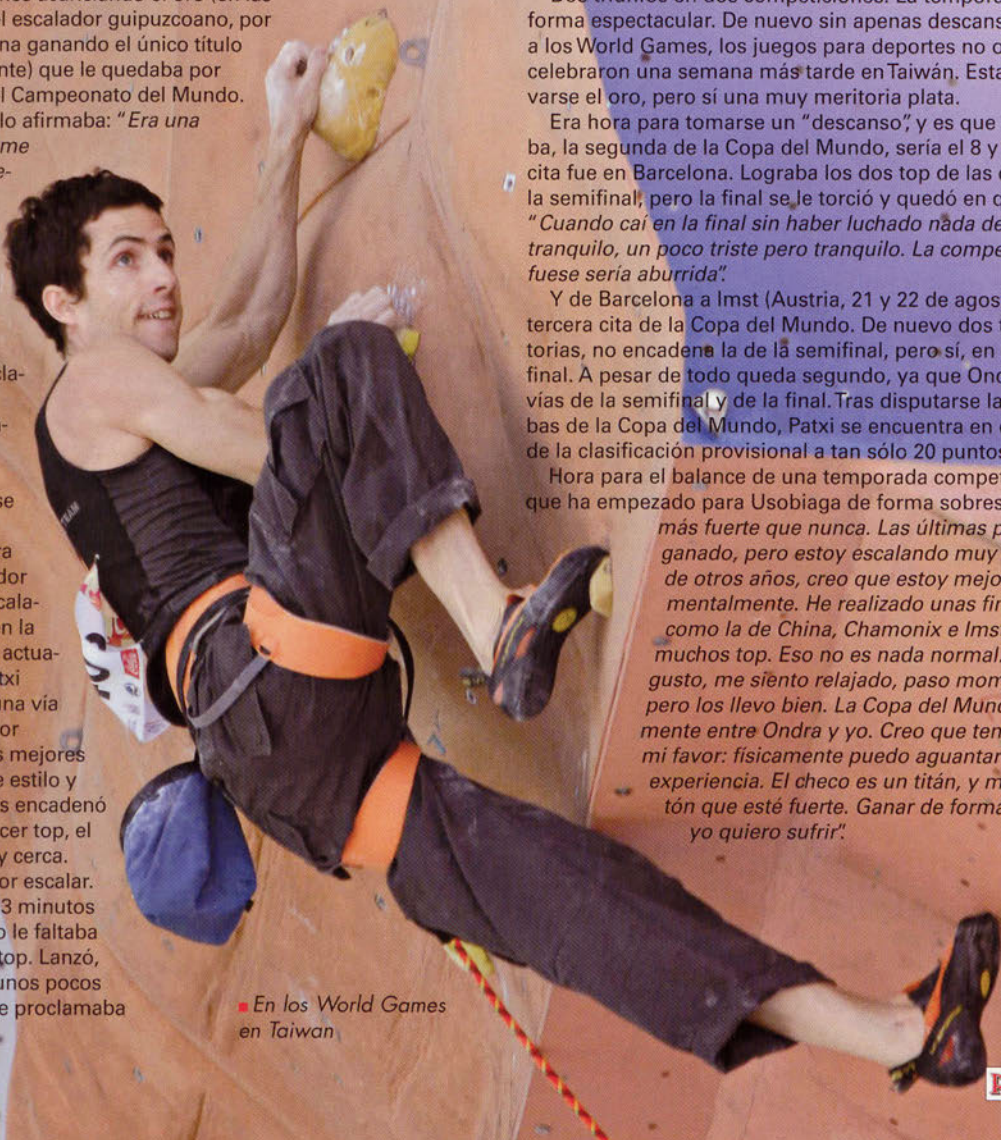 el escalador guipuzcoano, por
na ganando el único título
nte) que le quedaba por
l Campeonato del Mundo.
lo afirmaba: “Era una
me
e-
cla-
-
se
ra
dor
cala-
en la
actua-
txi
una vía
or
s mejores
e estilo y
s encadenó
cer top, el
y cerca.
or escalar.
3 minutos
o le faltaba
top. Lanzó,
unos pocos
e proclamaba
TEAM
■ En los World Games
en Taiwan
forma espectacular. De nuevo sin apenas descans
a los World Games, los juegos para deportes no o
celebraron una semana más tarde en Taiwán. Esta
varse el oro, pero sí una muy meritoria plata.
Era hora para tomarse un “descanso”, y es que
ba, la segunda de la Copa del Mundo, sería el 8 y
cita fue en Barcelona. Lograba los dos top de las
la semifinal, pero la final se le torció y quedó en
“Cuando caí en la final sin haber luchado nada de
tranquilo, un poco triste pero tranquilo. La compe
fuese sería aburrida”.
Y de Barcelona a Imst (Austria, 21 y 22 de agos
tercera cita de la Copa del Mundo. De nuevo dos
torias, no encadena la de la semifinal, pero sí, en
final. A pesar de todo queda segundo, ya que Ond
vías de la semifinal y de la final. Tras disputarse la
bas de la Copa del Mundo, Patxi se encuentra en
de la clasificación provisional a tan sólo 20 puntos
Hora para el balance de una temporada compet
que ha empezado para Usobiaga de forma sobres
más fuerte que nunca. Las últimas p
ganado, pero estoy escalando muy
de otros años, creo que estoy mejo
mentalmente. He realizado unas fin
como la de China, Chamonix e Imst
muchos top. Eso no es nada normal.
gusto, me siento relajado, paso mom
pero los llevo bien. La Copa del Mund
mente entre Ondra y yo. Creo que ten
mi favor: físicamente puedo aguantar
experiencia. El checo es un titán, y m
tón que esté fuerte. Ganar de forma
yo quiero sufrir”.